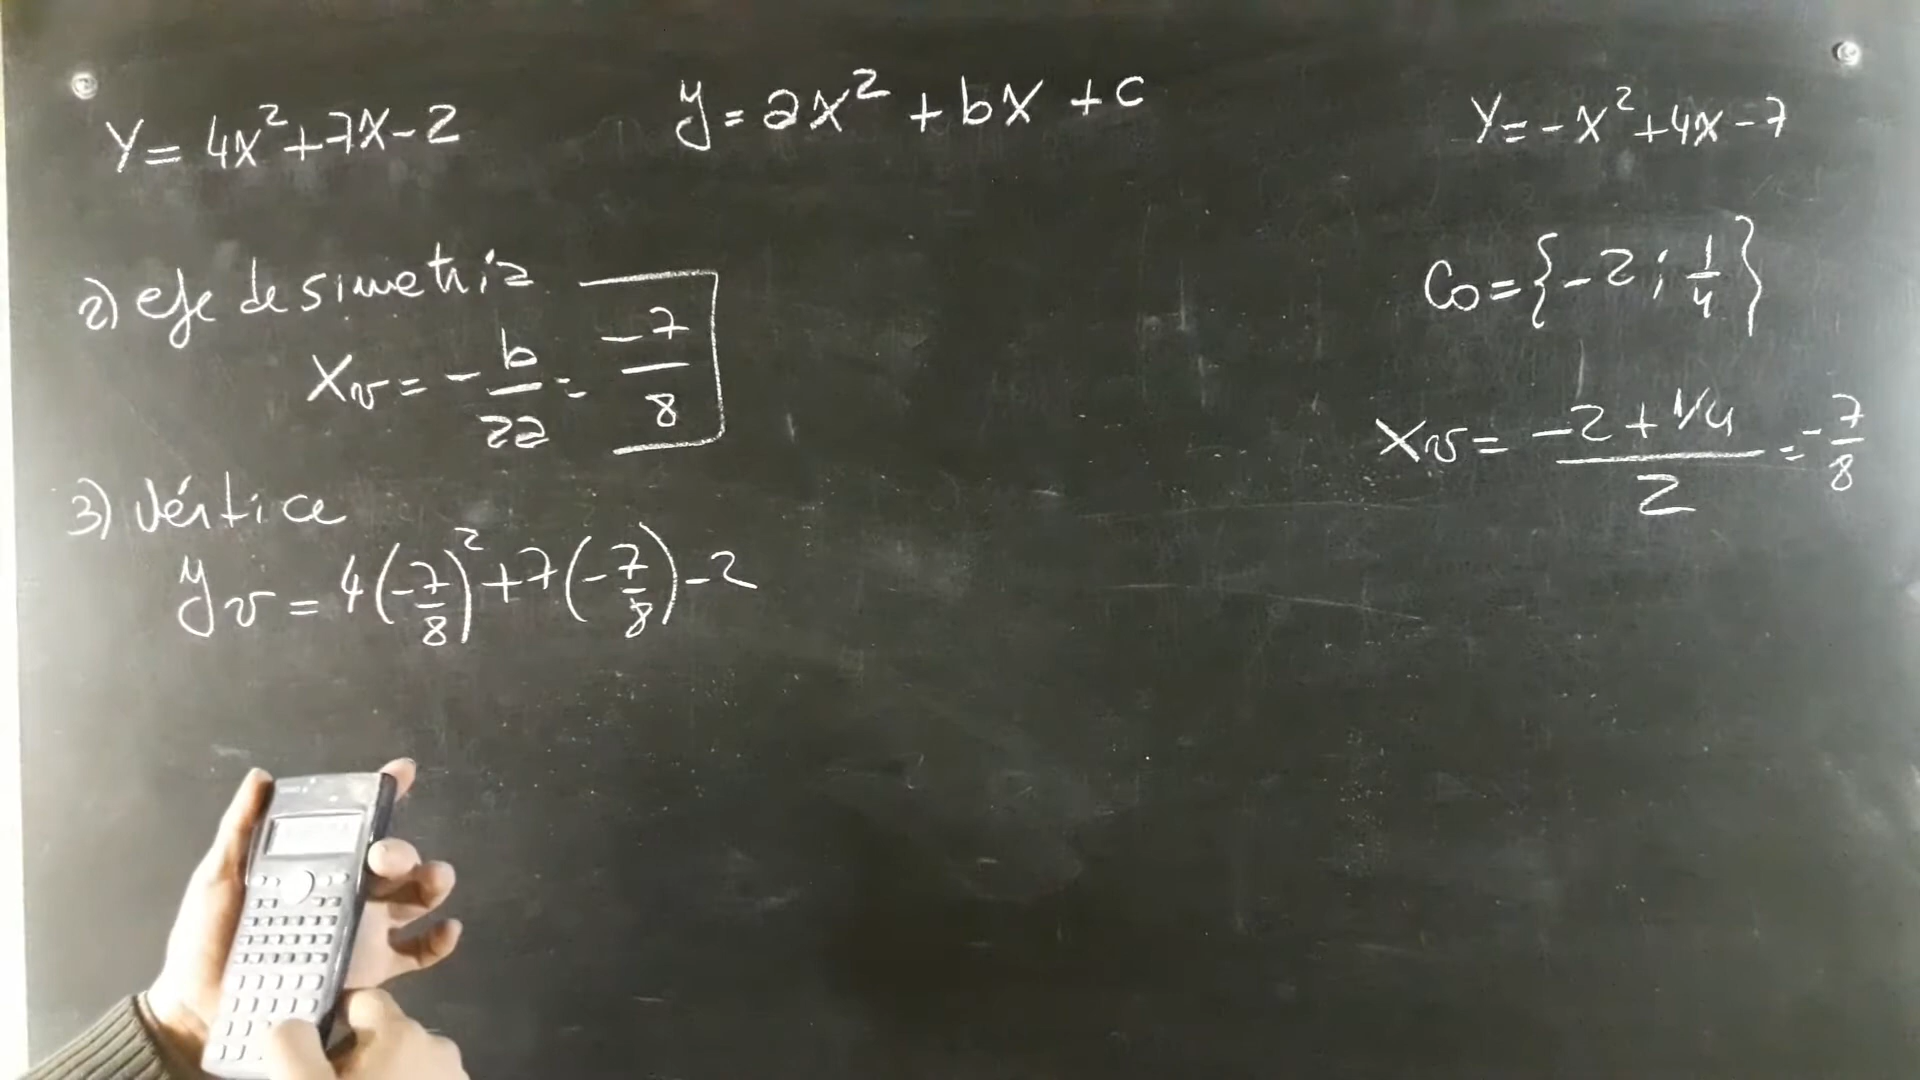 Y = 4x² + 7x - 2
y = ax² + bx + c
Y = -x² + 4x - 7
2) eje de simetría
Xv = - b/2a = -7/8
3) vértice
yv = 4(-7/8)² + 7(-7/8) - 2
C₀ = {-2 ; 1/4}
Xv = (-2 + 1/4)/2 = -7/8